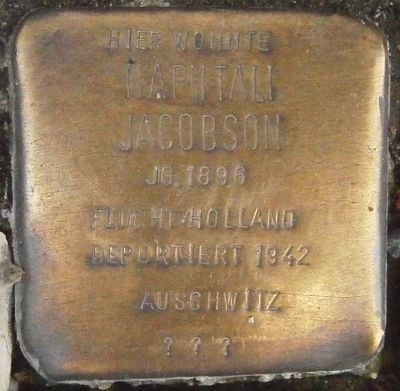 HIER WOHNTE
NAPHTALI
JACOBSON
JG. 1896
FLUCHT HOLLAND
DEPORTIERT 1942
AUSCHWITZ
? ? ?